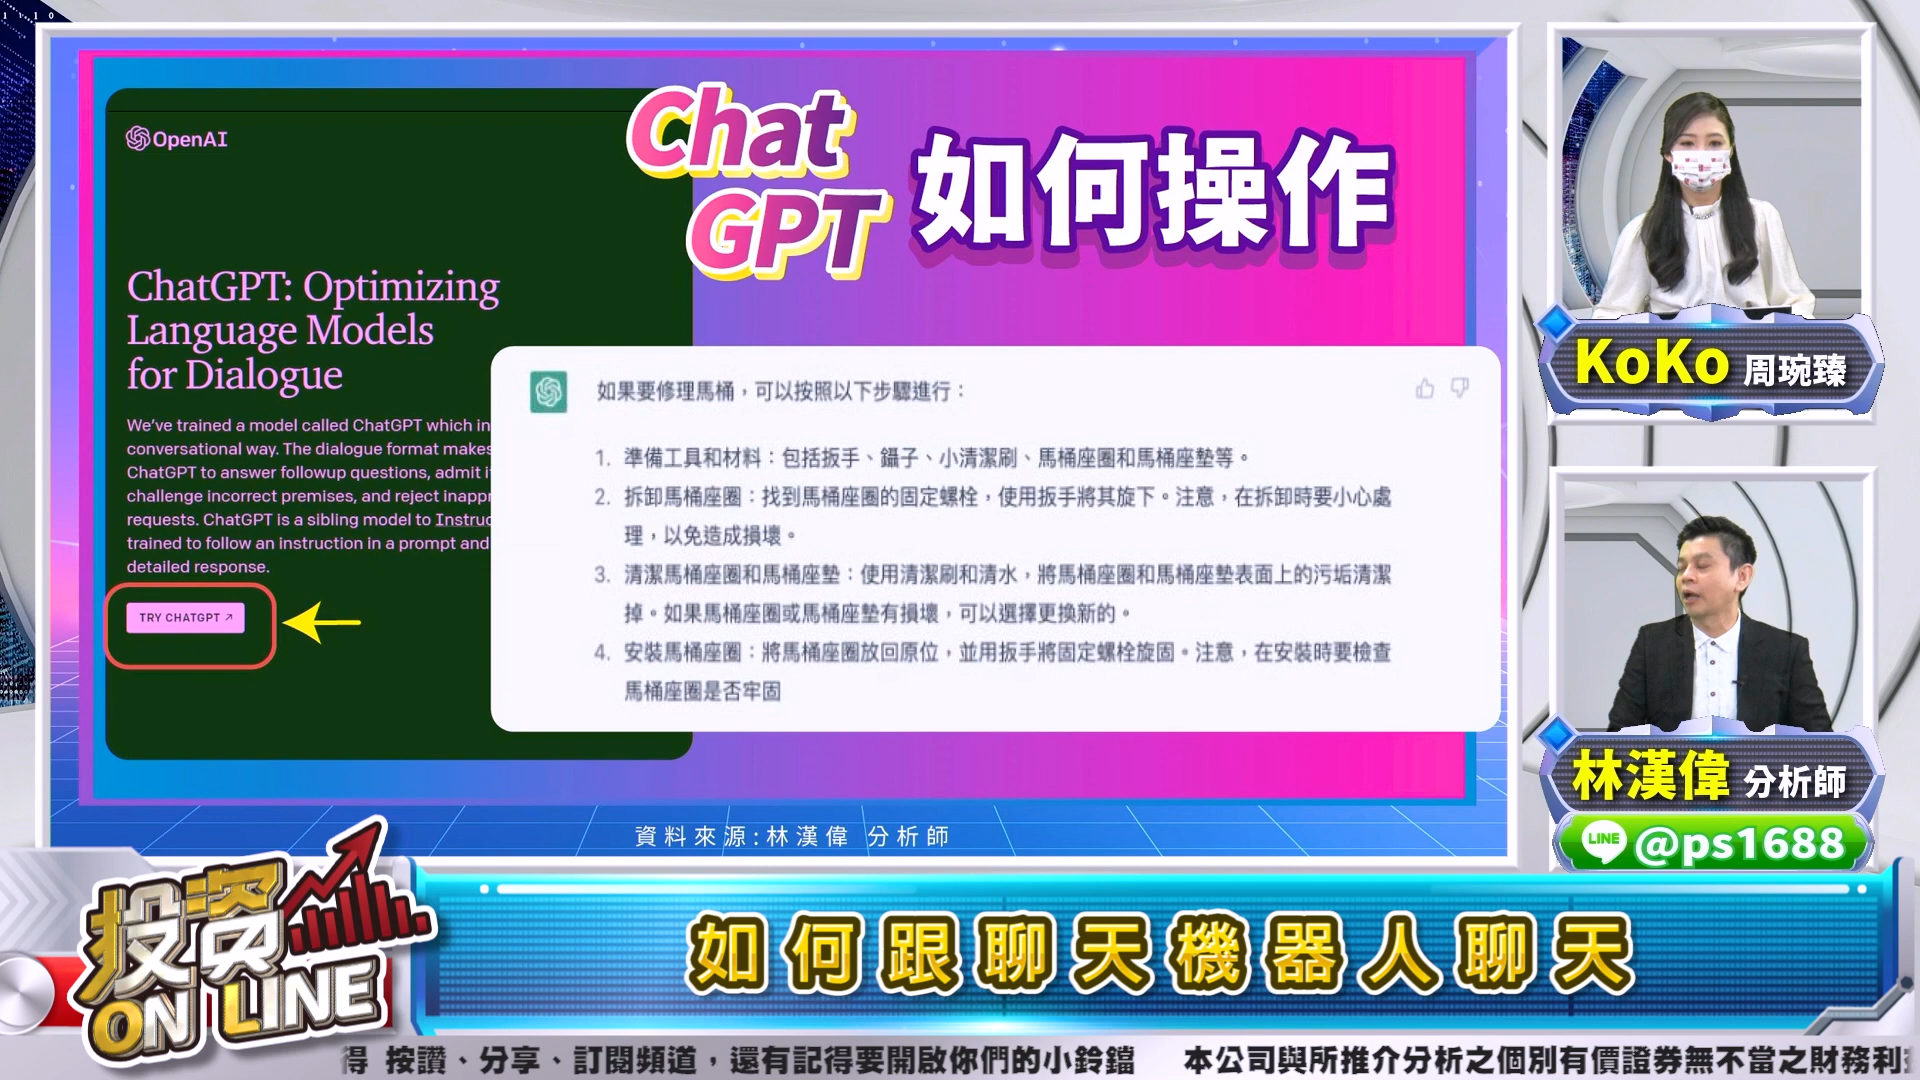 OpenAI
Chat
GPT
如何操作
ChatGPT: Optimizing
Language Models
for Dialogue
We've trained a model called ChatGPT which in
conversational way. The dialogue format makes
ChatGPT to answer followup questions, admit i
challenge incorrect premises, and reject inappr
requests. ChatGPT is a sibling model to Instruc
trained to follow an instruction in a prompt and
detailed response.
TRY CHATGPT ↗
如果要修理馬桶，可以按照以下步驟進行：
1. 準備工具和材料：包括扳手、鑷子、小清潔刷、馬桶座圈和馬桶座墊等。
2. 拆卸馬桶座圈：找到馬桶座圈的固定螺栓，使用扳手將其旋下。注意，在拆卸時要小心處
理，以免造成損壞。
3. 清潔馬桶座圈和馬桶座墊：使用清潔刷和清水，將馬桶座圈和馬桶座墊表面上的污垢清潔
掉。如果馬桶座圈或馬桶座墊有損壞，可以選擇更換新的。
4. 安裝馬桶座圈：將馬桶座圈放回原位，並用扳手將固定螺栓旋固。注意，在安裝時要檢查
馬桶座圈是否牢固
資料來源:林漢偉 分析師
KoKo 周琬臻
林漢偉 分析師
LINE @ps1688
投資
ON LINE
如何跟聊天機器人聊天
得 按讚、分享、訂閱頻道，還有記得要開啟你們的小鈴鐺 本公司與所推介分析之個別有價證券無不當之財務利